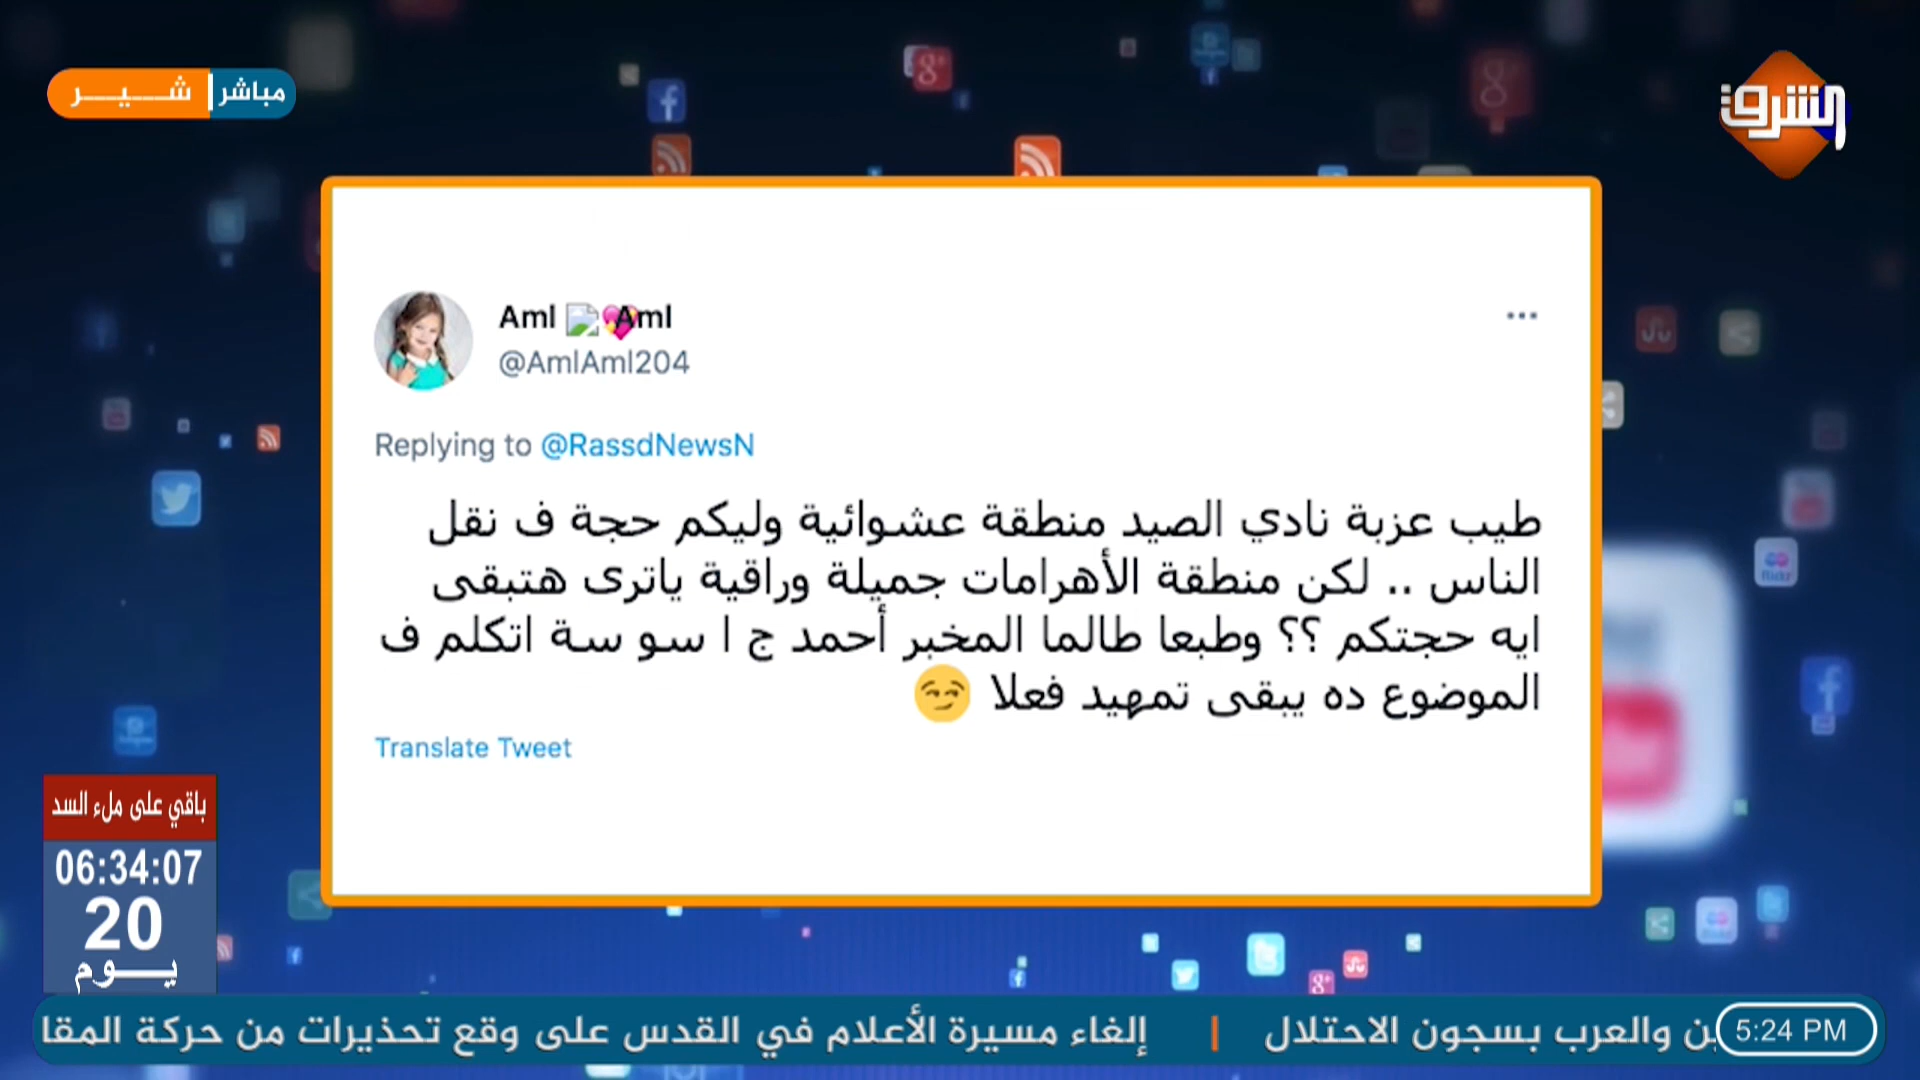 مباشر
شير
الشرق
Aml Aml
@AmlAml204
Replying to @RassdNewsN
طيب عزبة نادي الصيد منطقة عشوائية وليكم حجة ف نقل
الناس .. لكن منطقة الأهرامات جميلة وراقية ياترى هتبقى
ايه حجتكم ؟؟ وطبعا طالما المخبر أحمد ج ا سو سة اتكلم ف
الموضوع ده يبقى تمهيد فعلا 😏
Translate Tweet
باقي على ملء السد
06:34:07
20
يوم
5:24 PM
والعرب بسجون الاحتلال | إلغاء مسيرة الأعلام في القدس على وقع تحذيرات من حركة